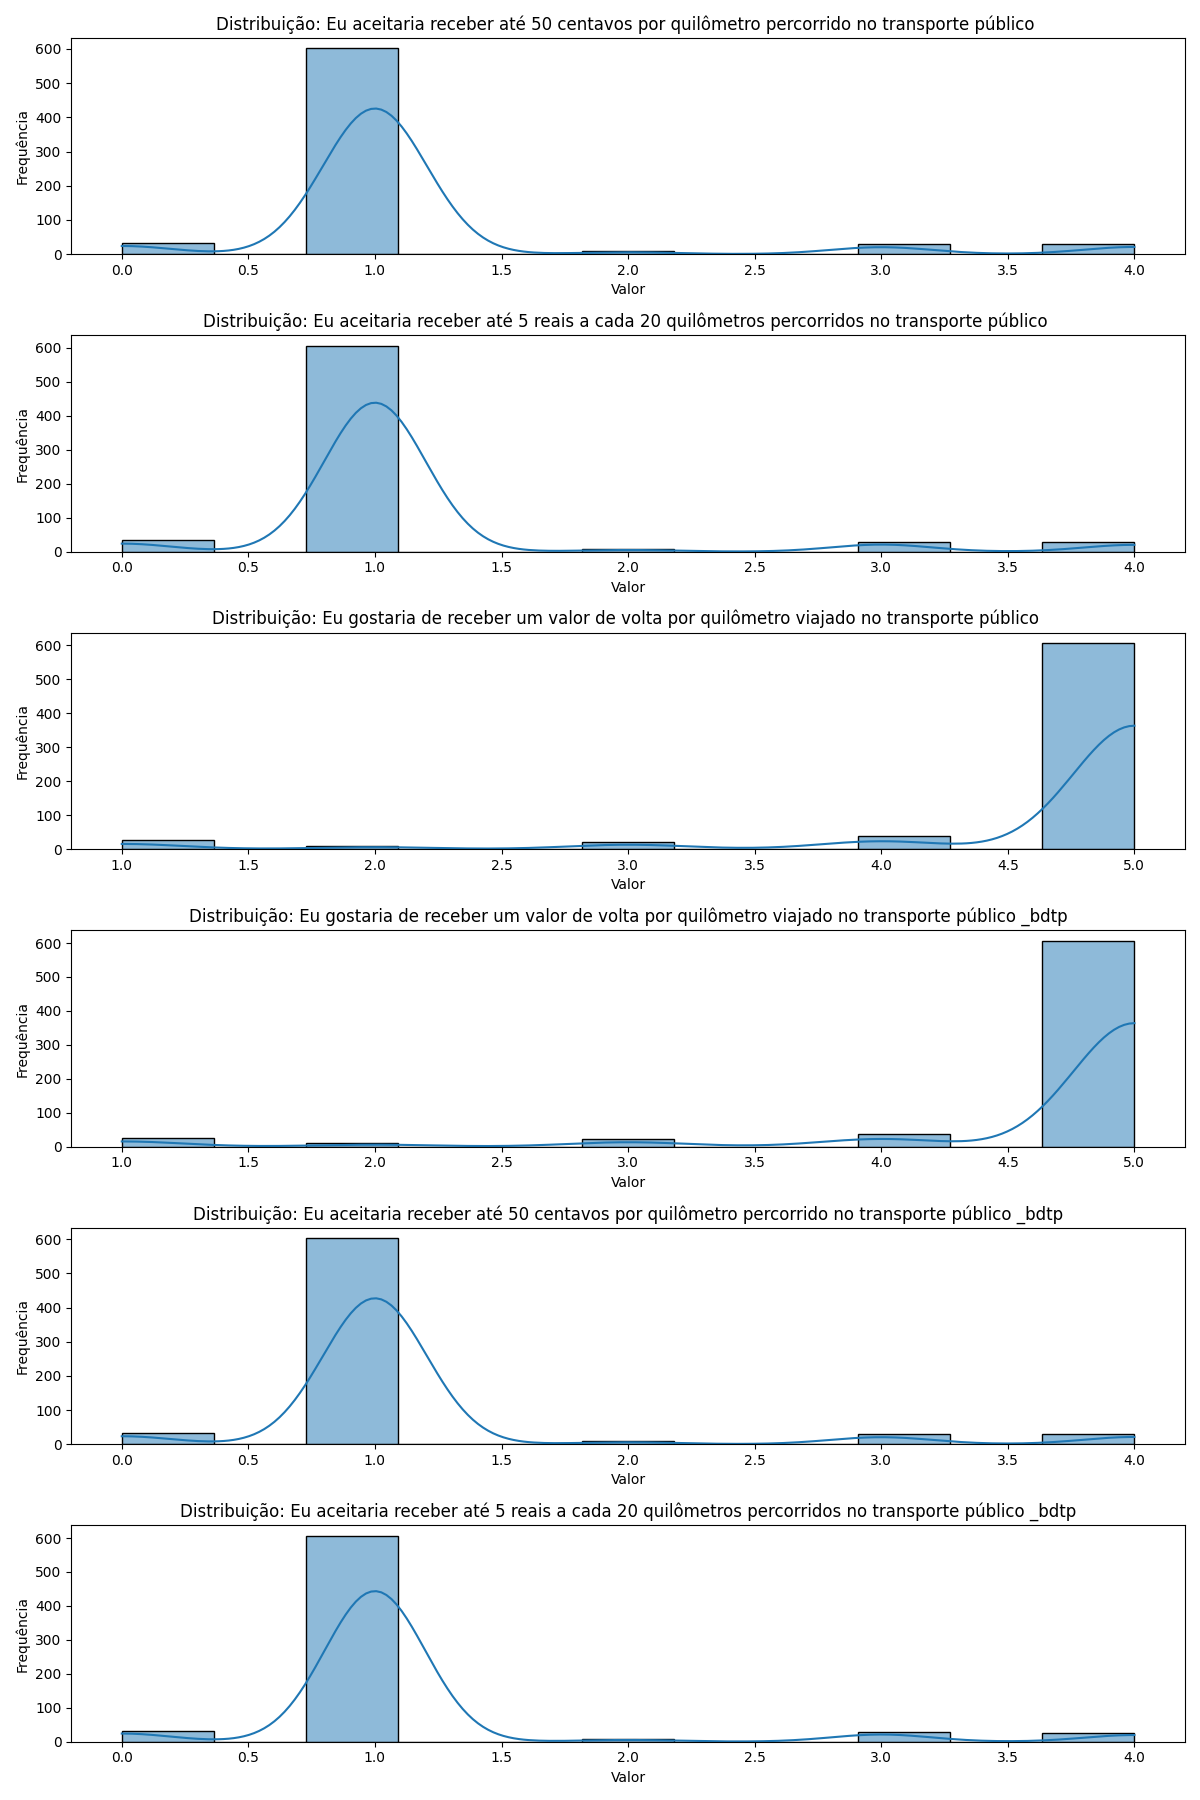 Distribuição: Eu aceitaria receber até 50 centavos por quilômetro percorrido no transporte público
Frequência
600
500
400
300
200
100
0
0.0 0.5 1.0 1.5 2.0 2.5 3.0 3.5 4.0
Valor
Distribuição: Eu aceitaria receber até 5 reais a cada 20 quilômetros percorridos no transporte público
Frequência
600
500
400
300
200
100
0
0.0 0.5 1.0 1.5 2.0 2.5 3.0 3.5 4.0
Valor
Distribuição: Eu gostaria de receber um valor de volta por quilômetro viajado no transporte público
Frequência
600
500
400
300
200
100
0
1.0 1.5 2.0 2.5 3.0 3.5 4.0 4.5 5.0
Valor
Distribuição: Eu gostaria de receber um valor de volta por quilômetro viajado no transporte público _bdtp
Frequência
600
500
400
300
200
100
0
1.0 1.5 2.0 2.5 3.0 3.5 4.0 4.5 5.0
Valor
Distribuição: Eu aceitaria receber até 50 centavos por quilômetro percorrido no transporte público _bdtp
Frequência
600
500
400
300
200
100
0
0.0 0.5 1.0 1.5 2.0 2.5 3.0 3.5 4.0
Valor
Distribuição: Eu aceitaria receber até 5 reais a cada 20 quilômetros percorridos no transporte público _bdtp
Frequência
600
500
400
300
200
100
0
0.0 0.5 1.0 1.5 2.0 2.5 3.0 3.5 4.0
Valor